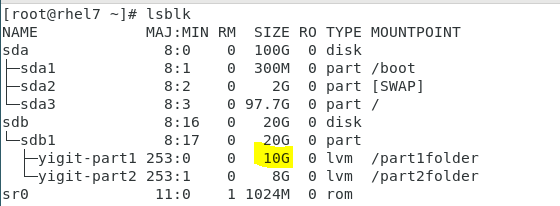 [root@rhel7 ~]# lsblk
NAME              MAJ:MIN RM  SIZE RO TYPE MOUNTPOINT
sda                 8:0    0  100G  0 disk
├─sda1              8:1    0  300M  0 part /boot
├─sda2              8:2    0    2G  0 part [SWAP]
└─sda3              8:3    0 97.7G  0 part /
sdb                 8:16   0   20G  0 disk
└─sdb1              8:17   0   20G  0 part
  ├─yigit-part1 253:0    0   10G  0 lvm  /part1folder
  └─yigit-part2 253:1    0    8G  0 lvm  /part2folder
sr0                11:0    1 1024M  0 rom